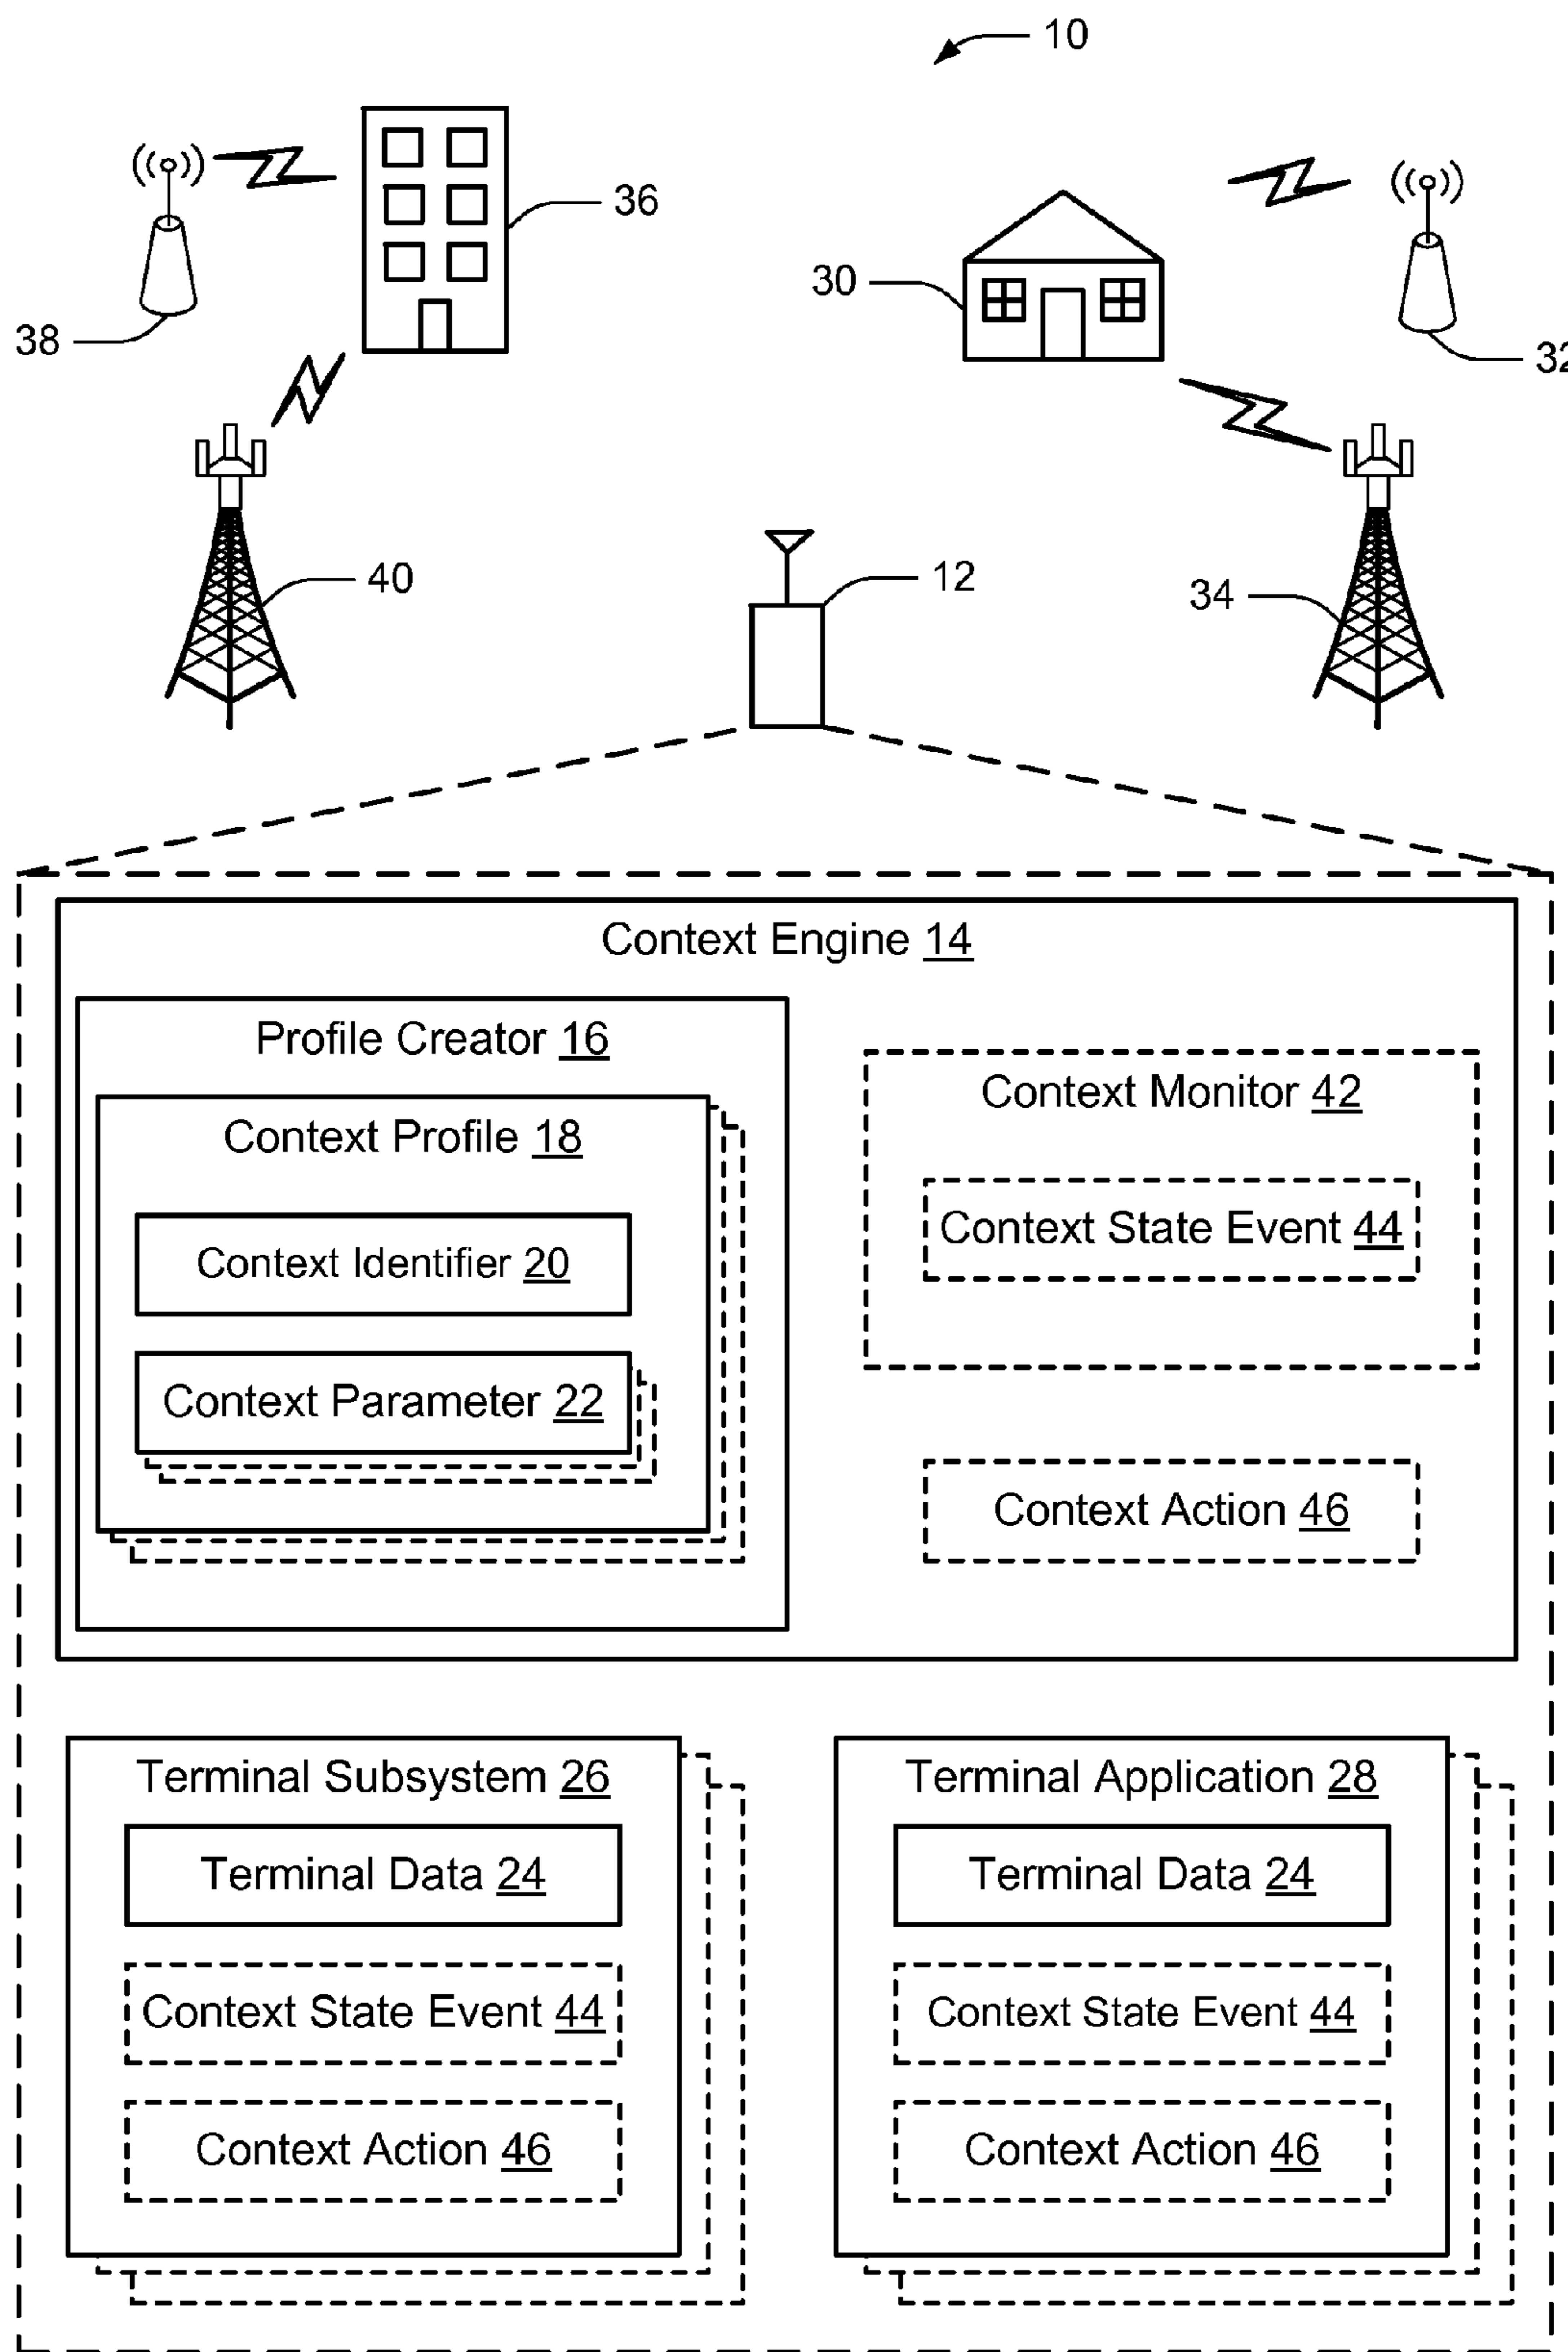 10
36
30
38
32
40
12
34
Context Engine 14
Profile Creator 16
Context Monitor 42
Context Profile 18
Context State Event 44
Context Identifier 20
Context Parameter 22
Context Action 46
Terminal Subsystem 26
Terminal Application 28
Terminal Data 24
Terminal Data 24
Context State Event 44
Context State Event 44
Context Action 46
Context Action 46